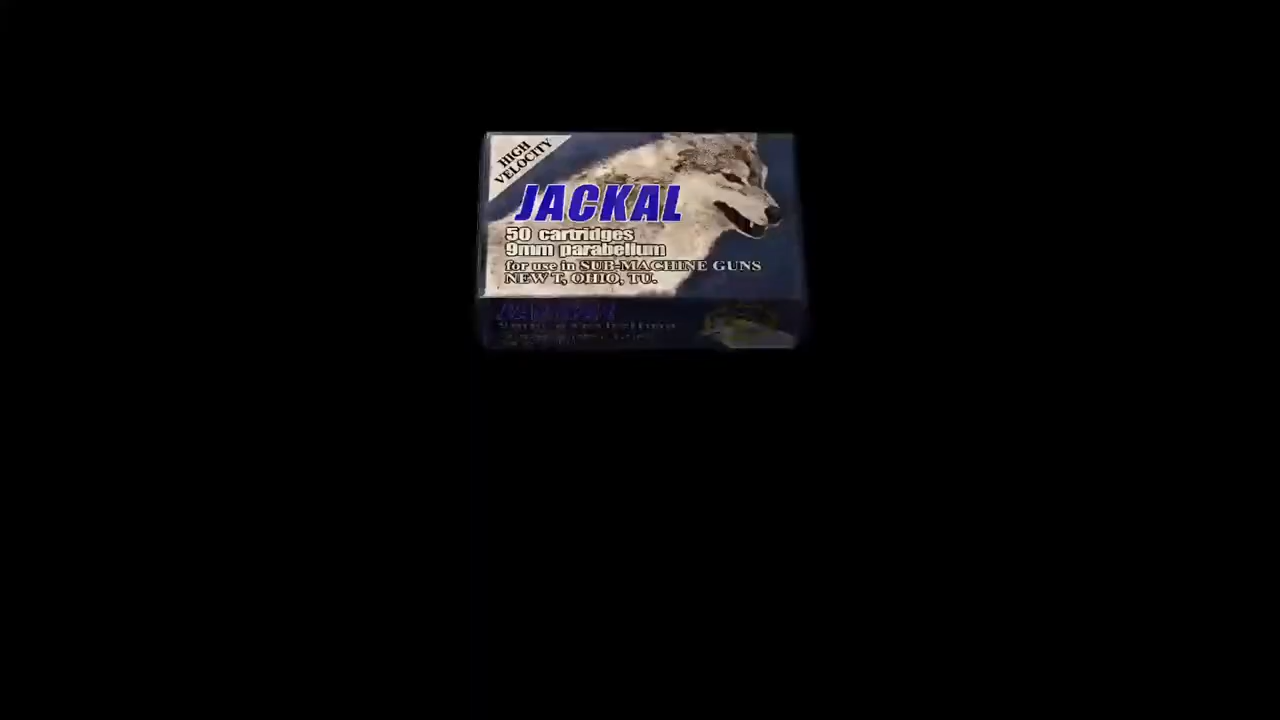 HIGH
VELOCITY
JACKAL
50 cartridges
9mm parabellum
for use in SUB-MACHINE GUNS
NEW T, OHIO, TU.